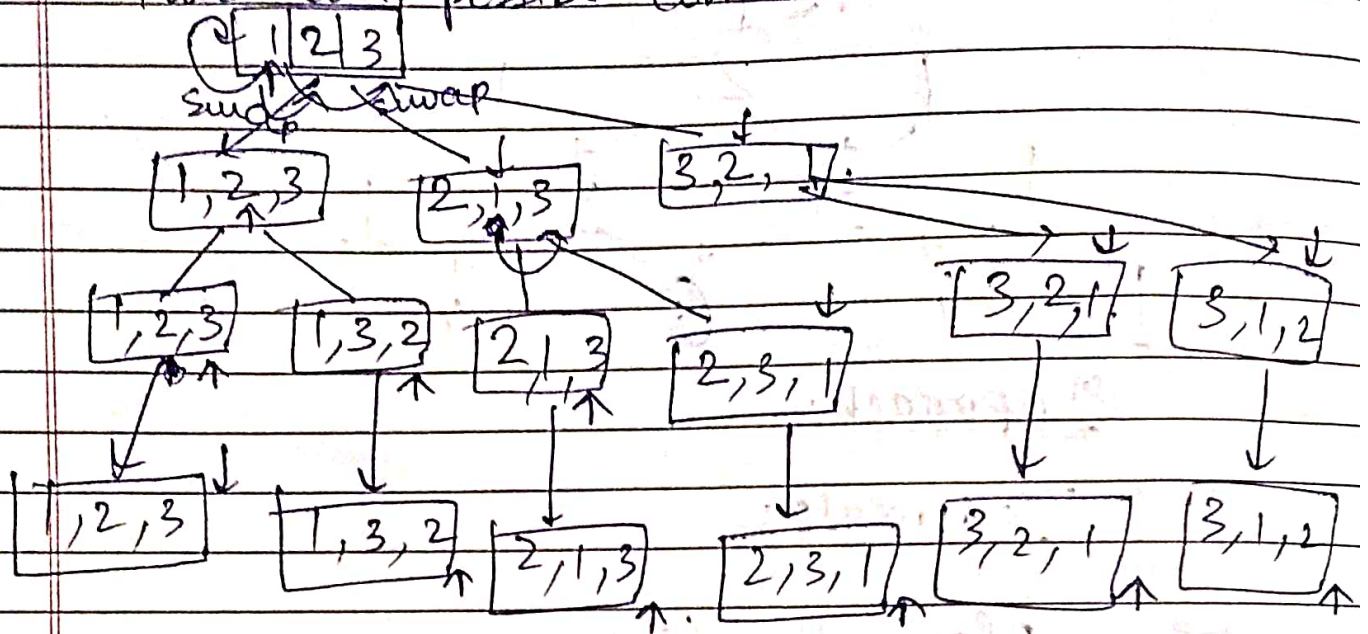 possible
1 2 3
swap swap
1, 2, 3 2, 1, 3 3, 2, 1
1, 2, 3 1, 3, 2 2, 1, 3 2, 3, 1 3, 2, 1 3, 1, 2
1, 2, 3 1, 3, 2 2, 1, 3 2, 3, 1 3, 2, 1 3, 1, 2